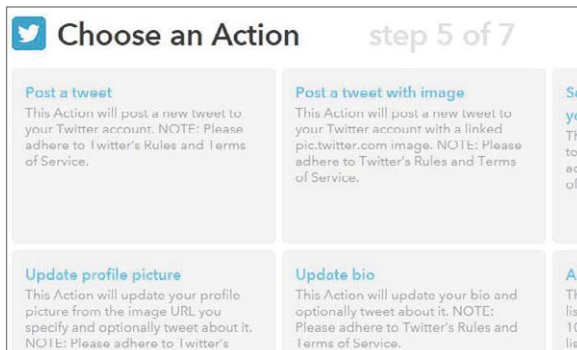 Choose an Action
step 5 of 7
Post a tweet
This Action will post a new tweet to
your Twitter account. NOTE: Please
adhere to Twitter's Rules and Terms
of Service.
Post a tweet with image
This Action will post a new tweet to
your Twitter account with a linked
pic.twitter.com image. NOTE: Please
adhere to Twitter's Rules and Terms
of Service.
Update profile picture
This Action will update your profile
picture from the image URL you
specify and optionally tweet about it.
NOTE: Please adhere to Twitter's
Update bio
This Action will update your bio and
optionally tweet about it. NOTE:
Please adhere to Twitter's Rules and
Terms of Service.